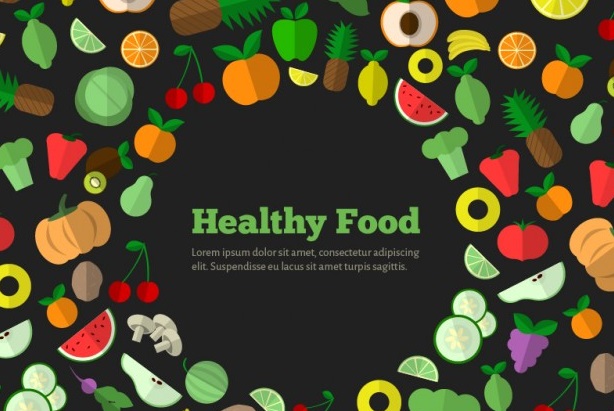 Healthy Food
Lorem ipsum dolor sit amet, consectetur adipiscing
elit. Suspendisse eu lacus sit amet turpis sagittis.